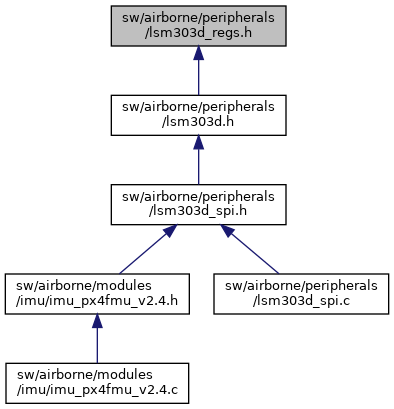 sw/airborne/peripherals
/lsm303d_regs.h
sw/airborne/peripherals
/lsm303d.h
sw/airborne/peripherals
/lsm303d_spi.h
sw/airborne/modules
/imu/imu_px4fmu_v2.4.h
sw/airborne/peripherals
/lsm303d_spi.c
sw/airborne/modules
/imu/imu_px4fmu_v2.4.c